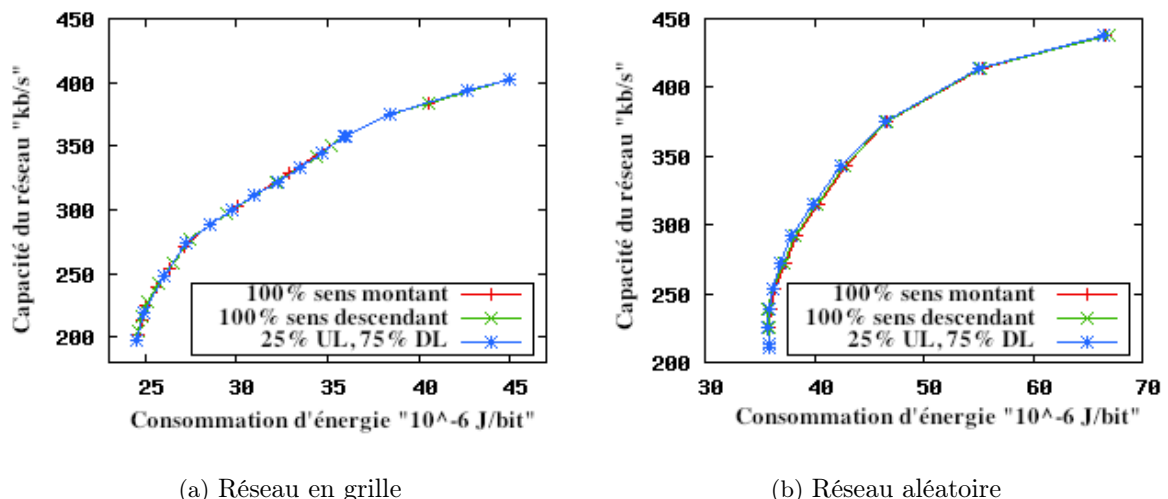 450
400
350
300
250
200
Capacité du réseau "kb/s"
100% sens montant
100% sens descendant
25% UL, 75% DL
25 30 35 40 45
Consommation d'énergie "10^-6 J/bit"
(a) Réseau en grille
450
400
350
300
250
200
Capacité du réseau "kb/s"
100% sens montant
100% sens descendant
25% UL, 75% DL
30 40 50 60 70
Consommation d'énergie "10^-6 J/bit"
(b) Réseau aléatoire